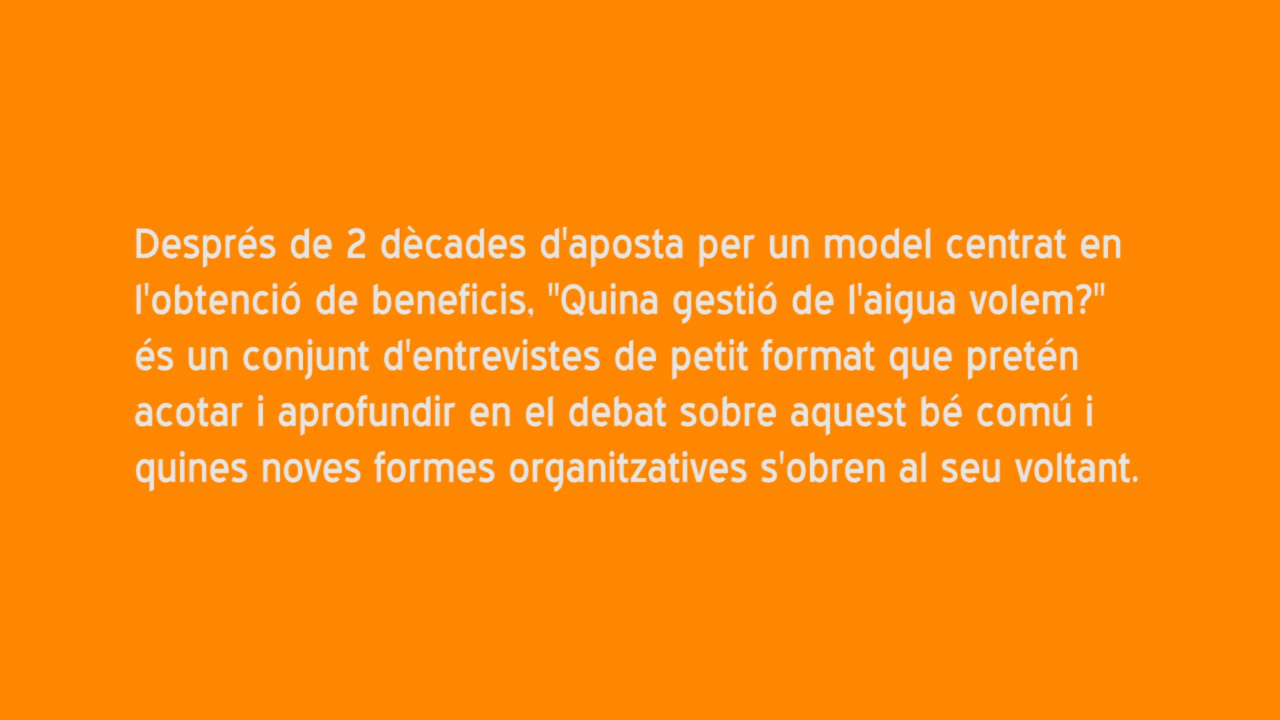 Després de 2 dècades d'aposta per un model centrat en
l'obtenció de beneficis, "Quina gestió de l'aigua volem?"
és un conjunt d'entrevistes de petit format que pretén
acotar i aprofundir en el debat sobre aquest bé comú i
quines noves formes organitzatives s'obren al seu voltant.